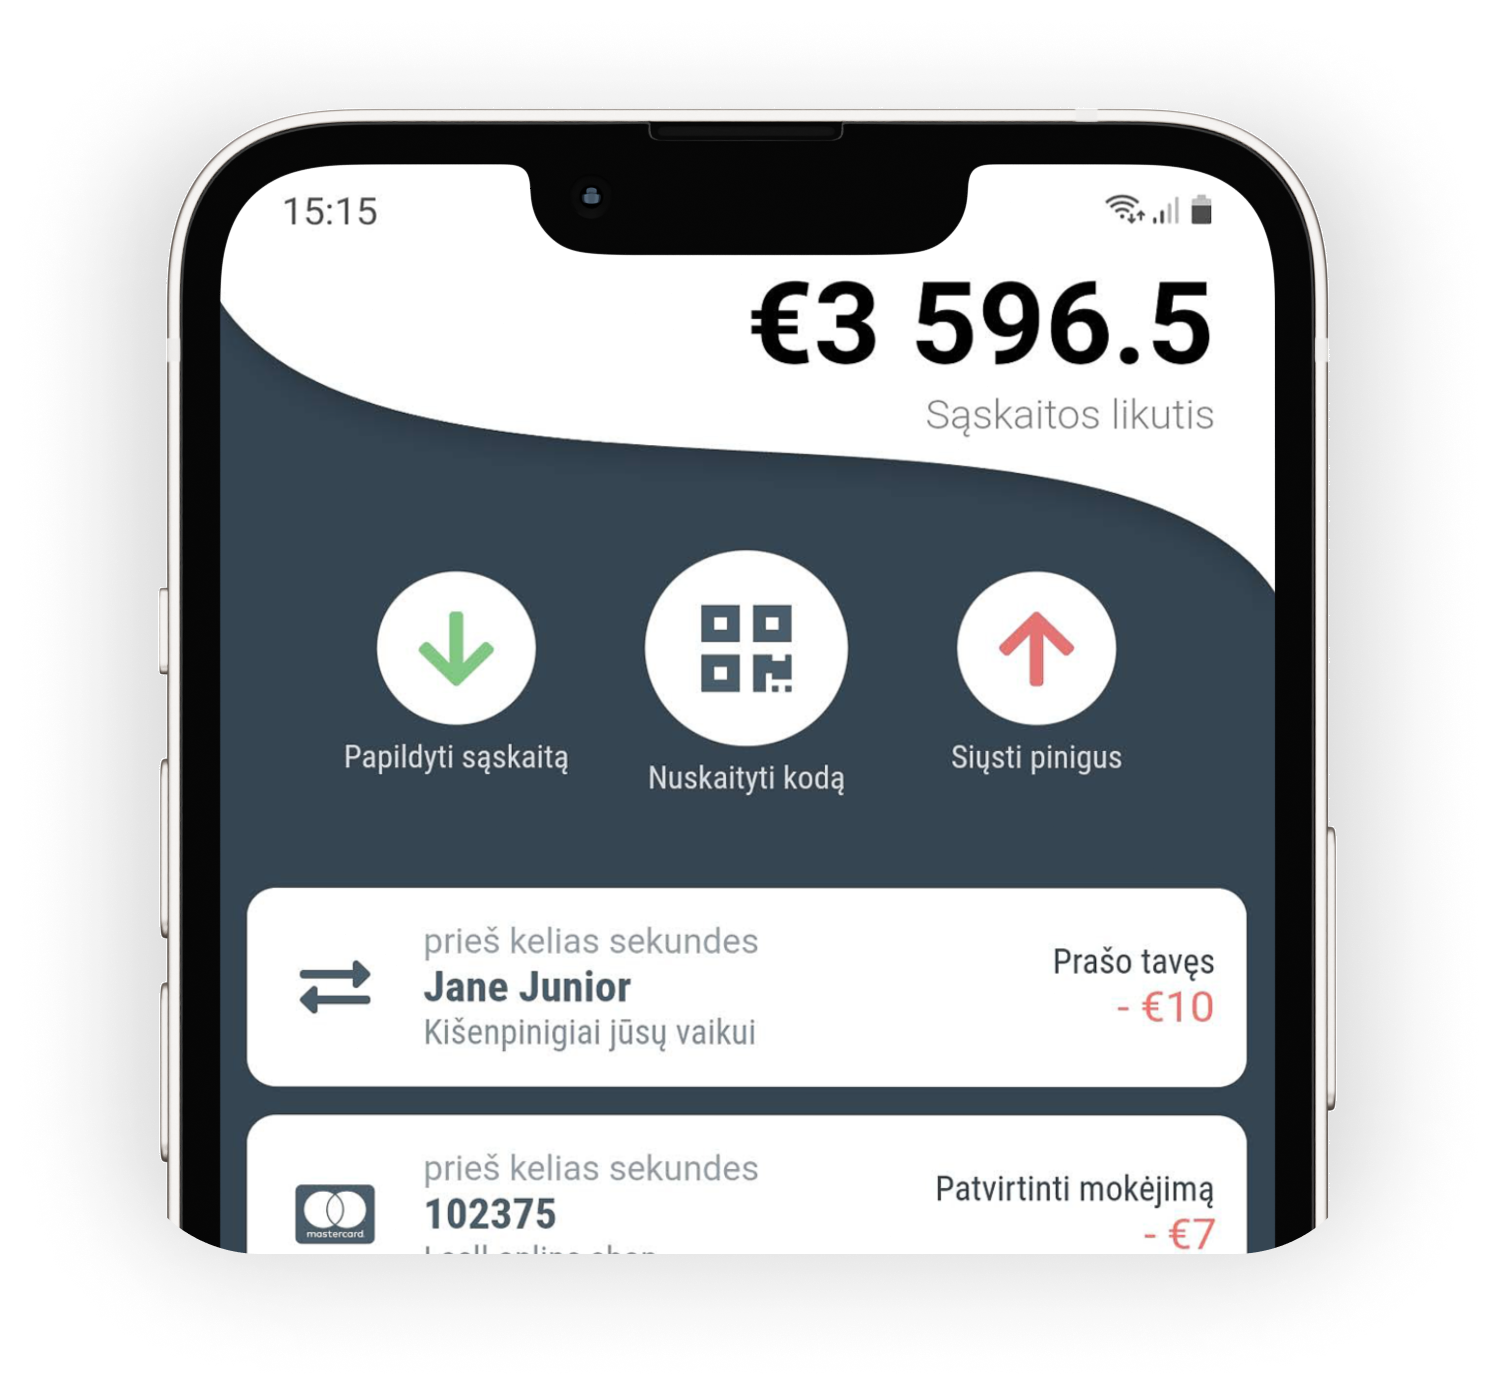 15:15
€3 596.5
Sąskaitos likutis
Papildyti sąskaitą
Nuskaityti kodą
Siųsti pinigus
prieš kelias sekundes
Jane Junior
Kišenpinigiai jūsų vaikui
Prašo tavęs
- €10
mastercard.
prieš kelias sekundes
102375
Patvirtinti mokėjimą
- €7